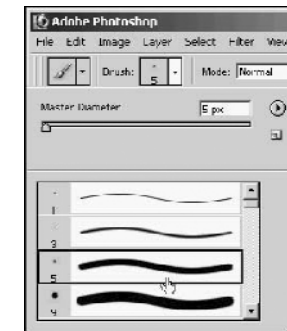 Adobe Photoshop
File Edit Image Layer Select Filter View
Brush: 5 Mode: Normal
Master Diameter 5 px
1
3
5
9